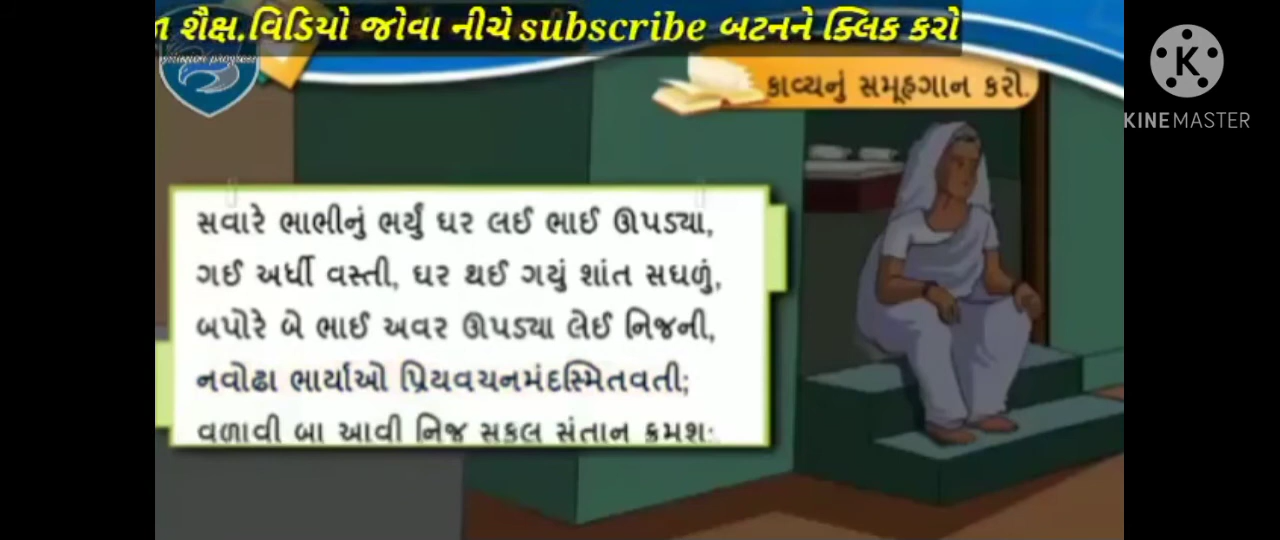 શૈક્ષ.વિડિયો જોવા નીચે subscribe બટનને ક્લિક કરો
KINEMASTER
કાવ્યનું સમૂહગાન કરો.
સવારે ભાભીનું ભર્યું ઘર લઈ ભાઈ ઊપડ્યા,
ગઈ અર્ધી વસ્તી, ઘર થઈ ગયું શાંત સઘળું,
બપોરે બે ભાઈ અવર ઊપડ્યા લેઈ નિજની,
નવોઢા ભાર્યાઓ પ્રિયવચનમંદસ્મિતવતી;
વળાવી બા આવી નિજ સકલ સંતાન ક્રમશઃ